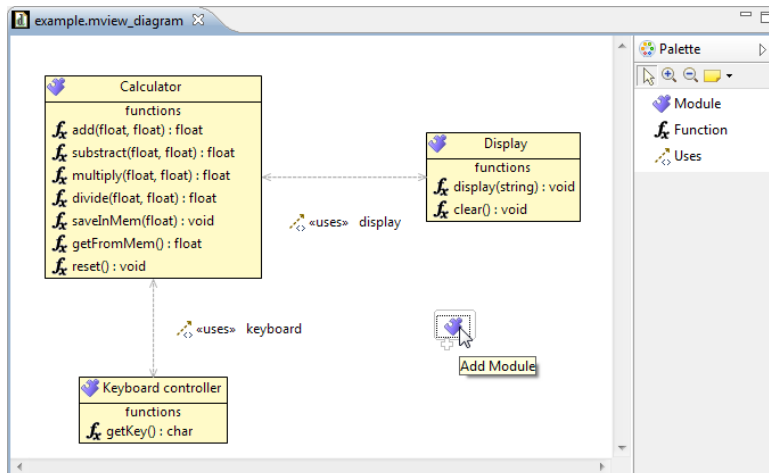 example.mview_diagram
Calculator
functions
add(float, float) : float
substract(float, float) : float
multiply(float, float) : float
divide(float, float) : float
saveInMem(float) : void
getFromMem() : float
reset() : void
Display
functions
display(string) : void
clear() : void
«uses» display
«uses» keyboard
Keyboard controller
functions
getKey() : char
Add Module
Palette
Module
Function
Uses